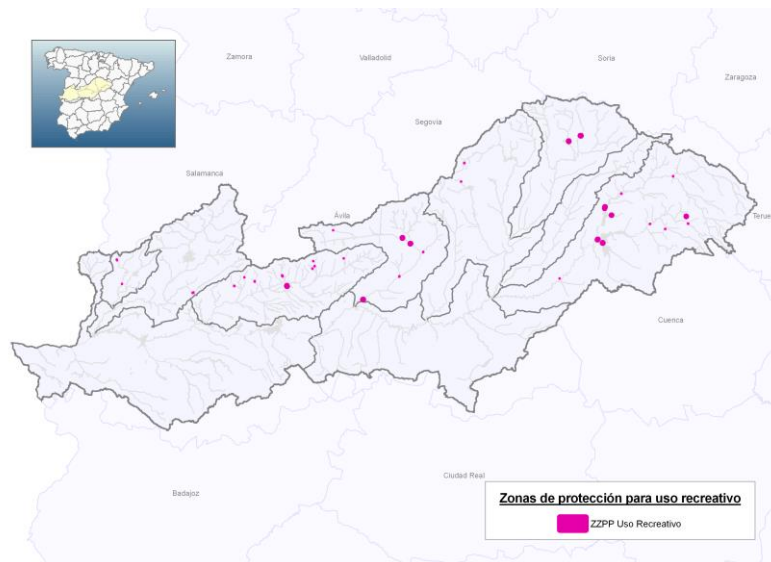 Zamora
Valladolid
Soria
Zaragoza
Segovia
Salamanca
Ávila
Teruel
Cuenca
Ciudad Real
Badajoz
Zonas de protección para uso recreativo
ZZPP Uso Recreativo